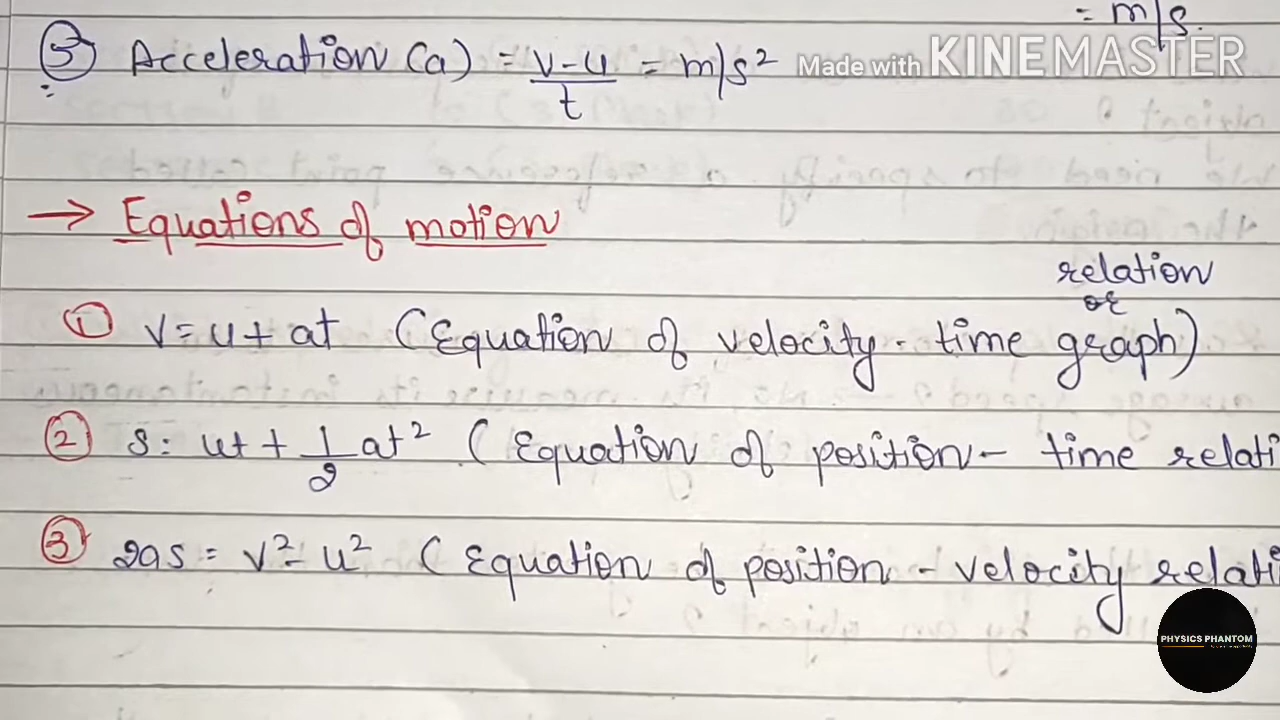 = m/s.
⑤ Acceleration (a) = v-u/t = m/s²
Made with KINEMASTER
→ Equations of motion
relation
or
① v = u + at (Equation of velocity - time graph)
② s = ut + 1/2 at² (Equation of position - time relati
③ 2as = v² - u² (Equation of position - velocity relati
PHYSICS PHANTOM